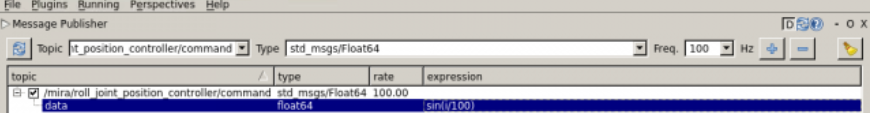 File Plugins Running Perspectives Help
Message Publisher D - O X
Topic nt_position_controller/command Type std_msgs/Float64 Freq. 100 Hz
topic type rate expression
/mira/roll_joint_position_controller/command std_msgs/Float64 100.00
data float64 sin(i/100)